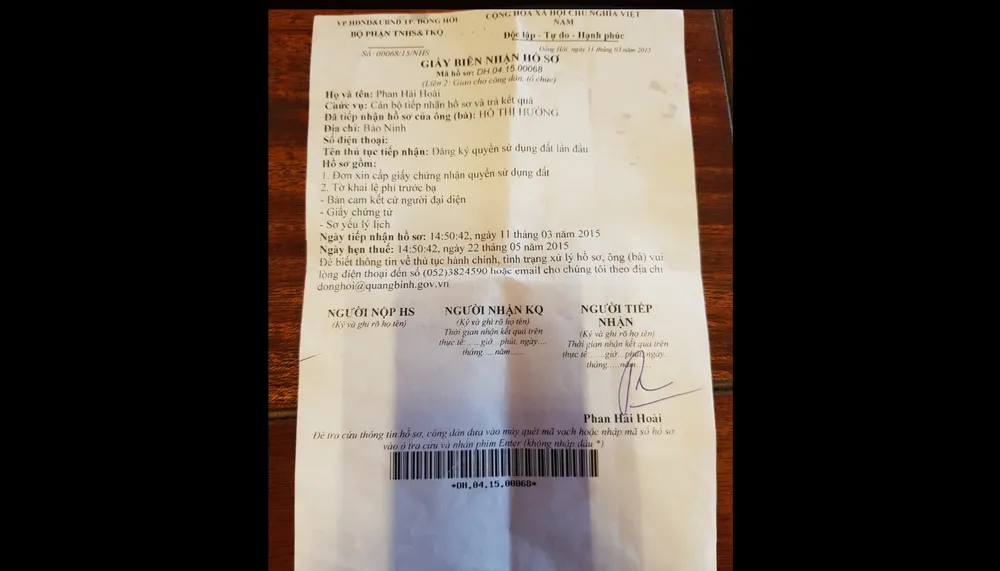 VP HĐND&UBND TP. ĐỒNG HỚI
BỘ PHẬN TNHS&TKQ
Số: 00068/15/NHS
CỘNG HÒA XÃ HỘI CHỦ NGHĨA VIỆT
NAM
Độc lập - Tự do - Hạnh phúc
Đồng Hới, ngày 11 tháng 03 năm 2015
GIẤY BIÊN NHẬN HỒ SƠ
Mã hồ sơ: DH.04.15.00068
(Liên 2: Giao cho công dân, tổ chức)
Họ và tên: Phan Hải Hoài
Chức vụ: Cán bộ tiếp nhận hồ sơ và trả kết quả
Đã tiếp nhận hồ sơ của ông (bà): HỒ THỊ HƯỜNG
Địa chỉ: Bảo Ninh
Số điện thoại:
Tên thủ tục tiếp nhận: Đăng ký quyền sử dụng đất lần đầu
Hồ sơ gồm:
1. Đơn xin cấp giấy chứng nhận quyền sử dụng đất
2. Tờ khai lệ phí trước bạ
- Bản cam kết cử người đại diện
- Giấy chứng tử
- Sơ yếu lý lịch
Ngày tiếp nhận hồ sơ: 14:50:42, ngày 11 tháng 03 năm 2015
Ngày hẹn thuế: 14:50:42, ngày 22 tháng 05 năm 2015
Để biết thông tin về thủ tục hành chính, tình trạng xử lý hồ sơ, ông (bà) vui
lòng điện thoại đến số (052)3824590 hoặc email cho chúng tôi theo địa chỉ
donghoi@quangbinh.gov.vn
NGƯỜI NỘP HS
(Ký và ghi rõ họ tên)
NGƯỜI NHẬN KQ
(Ký và ghi rõ họ tên)
Thời gian nhận kết quả trên
thực tế:......giờ...phút, ngày....
tháng.....năm......
NGƯỜI TIẾP
NHẬN
(Ký và ghi rõ họ tên)
Thời gian nhận kết quả trên
thực tế:......giờ...phút, ngày.
tháng.....năm......
Phan Hải Hoài
Để tra cứu thông tin hồ sơ, công dân đưa vào máy quét mã vạch hoặc nhập mã số hồ sơ
vào ô tra cứu và nhấn phím Enter (không nhập dấu *)
*DH.04.15.00068*